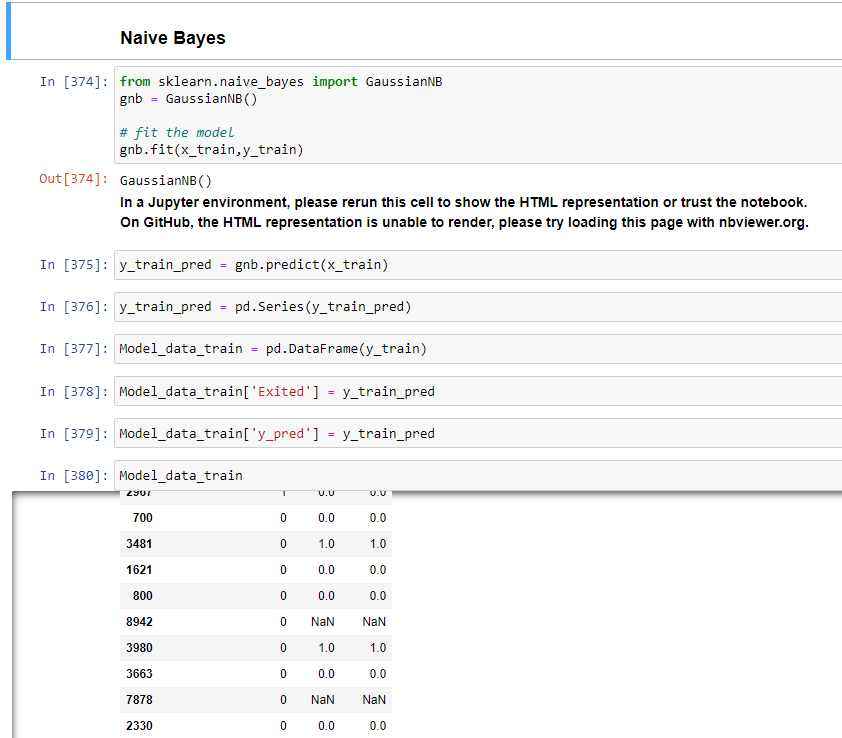 Naive Bayes
In [374]: from sklearn.naive_bayes import GaussianNB
gnb = GaussianNB()
# fit the model
gnb.fit(x_train,y_train)
Out[374]: GaussianNB()
In a Jupyter environment, please rerun this cell to show the HTML representation or trust the notebook.
On GitHub, the HTML representation is unable to render, please try loading this page with nbviewer.org.
In [375]: y_train_pred = gnb.predict(x_train)
In [376]: y_train_pred = pd.Series(y_train_pred)
In [377]: Model_data_train = pd.DataFrame(y_train)
In [378]: Model_data_train['Exited'] = y_train_pred
In [379]: Model_data_train['y_pred'] = y_train_pred
In [380]: Model_data_train
2967 1 0.0 0.0
700 0 0.0 0.0
3481 0 1.0 1.0
1621 0 0.0 0.0
800 0 0.0 0.0
8942 0 NaN NaN
3980 0 1.0 1.0
3663 0 0.0 0.0
7878 0 NaN NaN
2330 0 0.0 0.0